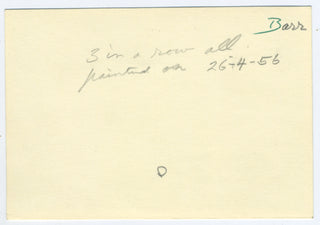 Barr
3 in a row all
painted on 26-4-56